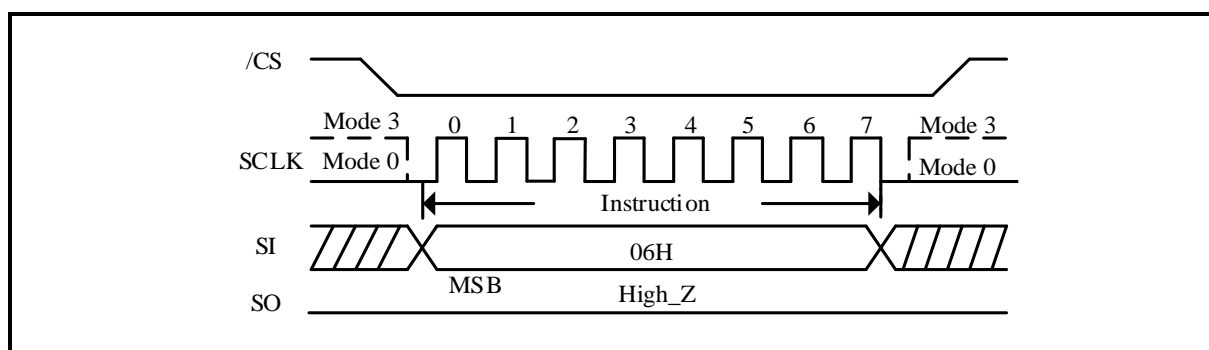 /CS
Mode 3 0 1 2 3 4 5 6 7 Mode 3
SCLK Mode 0 Mode 0
Instruction
SI 06H
MSB High_Z
SO